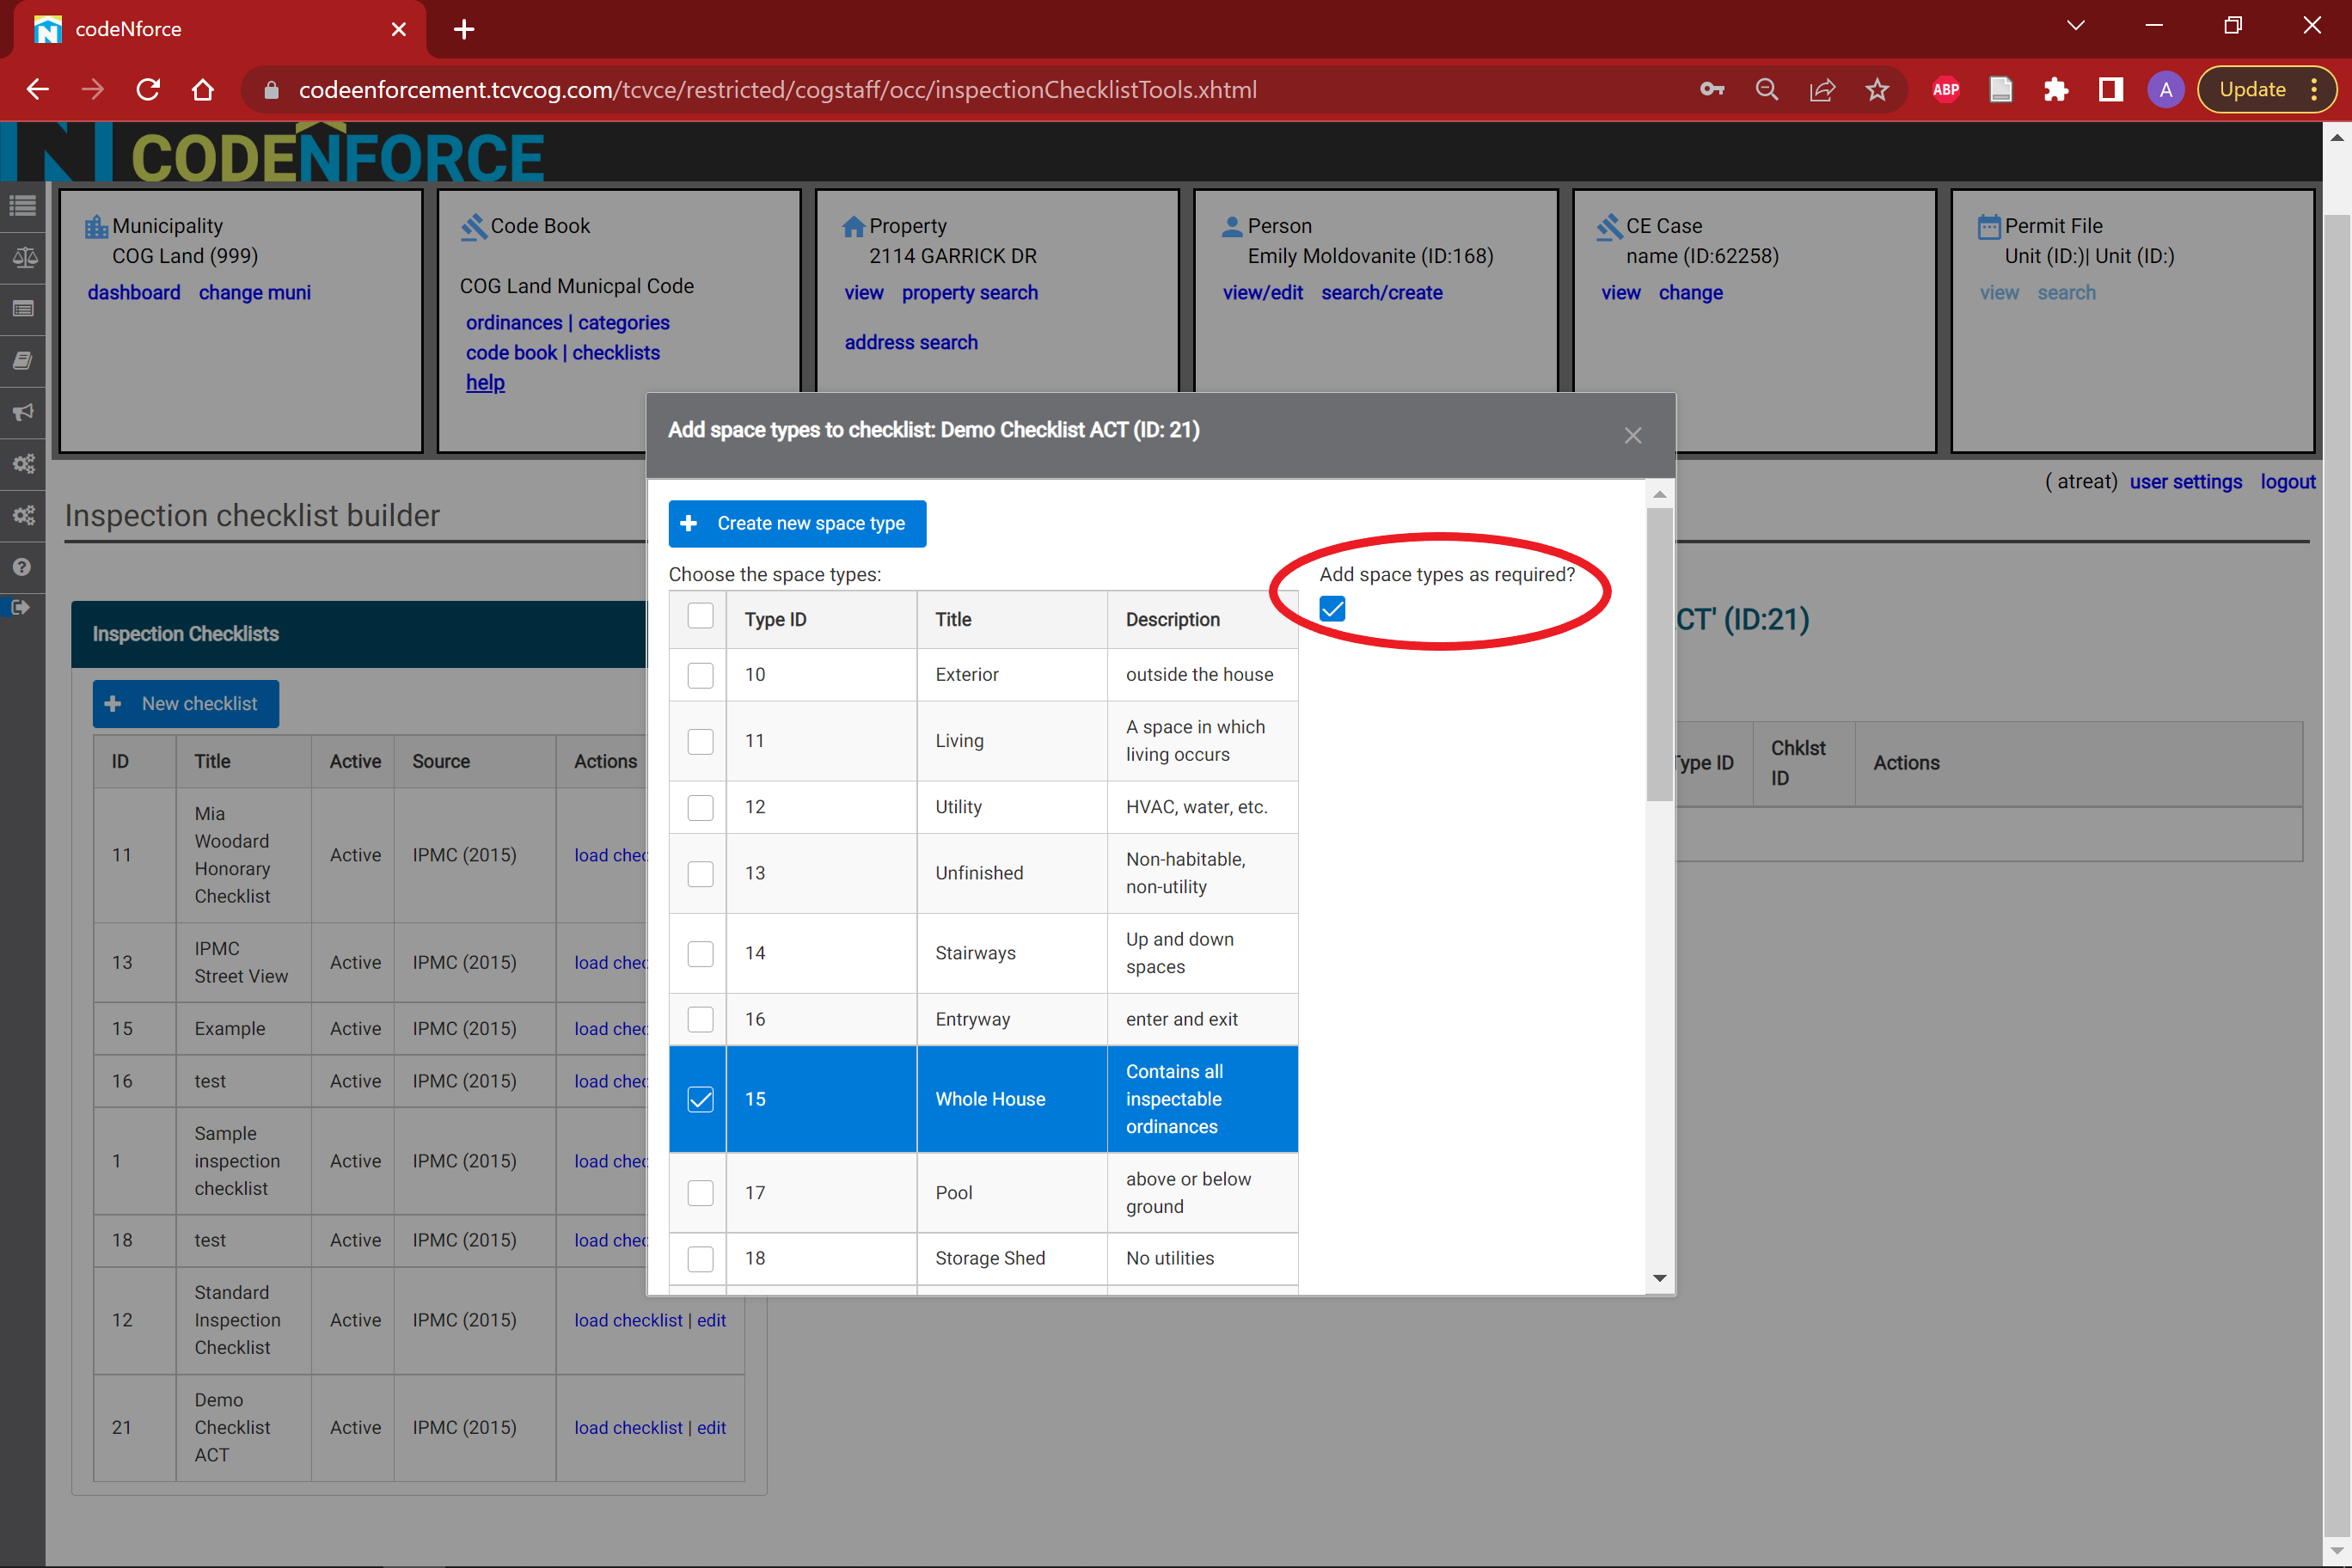 codeNforce
codeenforcement.tcvcog.com/tcvce/restricted/cogstaff/occ/inspectionChecklistTools.xhtml
ABP
A
Update
N CODENFORCE
Municipality
COG Land (999)
dashboard change muni
Code Book
COG Land Municpal Code
ordinances | categories
code book | checklists
help
Property
2114 GARRICK DR
view property search
address search
Person
Emily Moldovanite (ID:168)
view/edit search/create
CE Case
name (ID:62258)
view change
Permit File
Unit (ID:)| Unit (ID:)
view search
( atreat) user settings logout
Inspection checklist builder
Inspection Checklists
New checklist
ID Title Active Source Actions
11 Mia Woodard Honorary Checklist Active IPMC (2015) load chec
13 IPMC Street View Active IPMC (2015) load chec
15 Example Active IPMC (2015) load chec
16 test Active IPMC (2015) load chec
1 Sample inspection checklist Active IPMC (2015) load chec
18 test Active IPMC (2015) load chec
12 Standard Inspection Checklist Active IPMC (2015) load checklist | edit
21 Demo Checklist ACT Active IPMC (2015) load checklist | edit
Add space types to checklist: Demo Checklist ACT (ID: 21)
Create new space type
Choose the space types:
Type ID Title Description
10 Exterior outside the house
11 Living A space in which living occurs
12 Utility HVAC, water, etc.
13 Unfinished Non-habitable, non-utility
14 Stairways Up and down spaces
16 Entryway enter and exit
15 Whole House Contains all inspectable ordinances
17 Pool above or below ground
18 Storage Shed No utilities
Add space types as required?
CT' (ID:21)
Type ID Chklst ID Actions